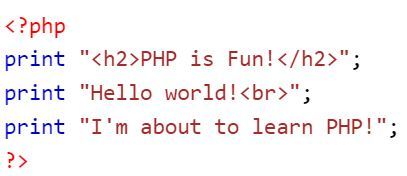 <?php
print "<h2>PHP is Fun!</h2>";
print "Hello world!<br>";
print "I'm about to learn PHP!";
?>